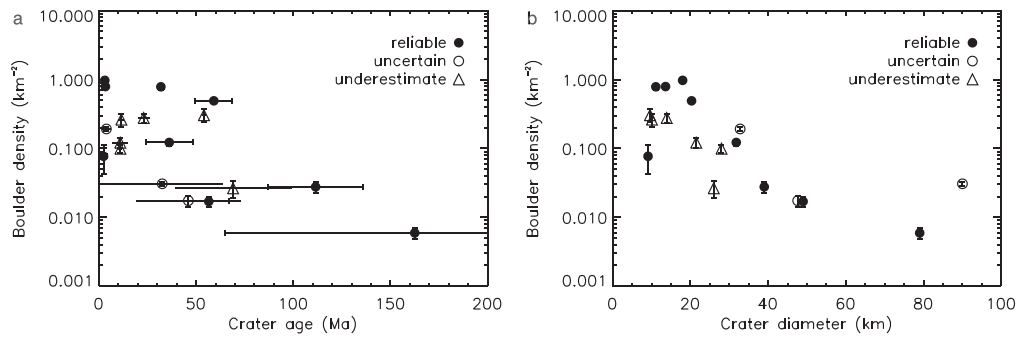 a
10.000
1.000
0.100
0.010
0.001
Boulder density (km⁻²)
reliable
uncertain
underestimate
0 50 100 150 200
Crater age (Ma)
b
10.000
1.000
0.100
0.010
0.001
Boulder density (km⁻²)
reliable
uncertain
underestimate
0 20 40 60 80 100
Crater diameter (km)